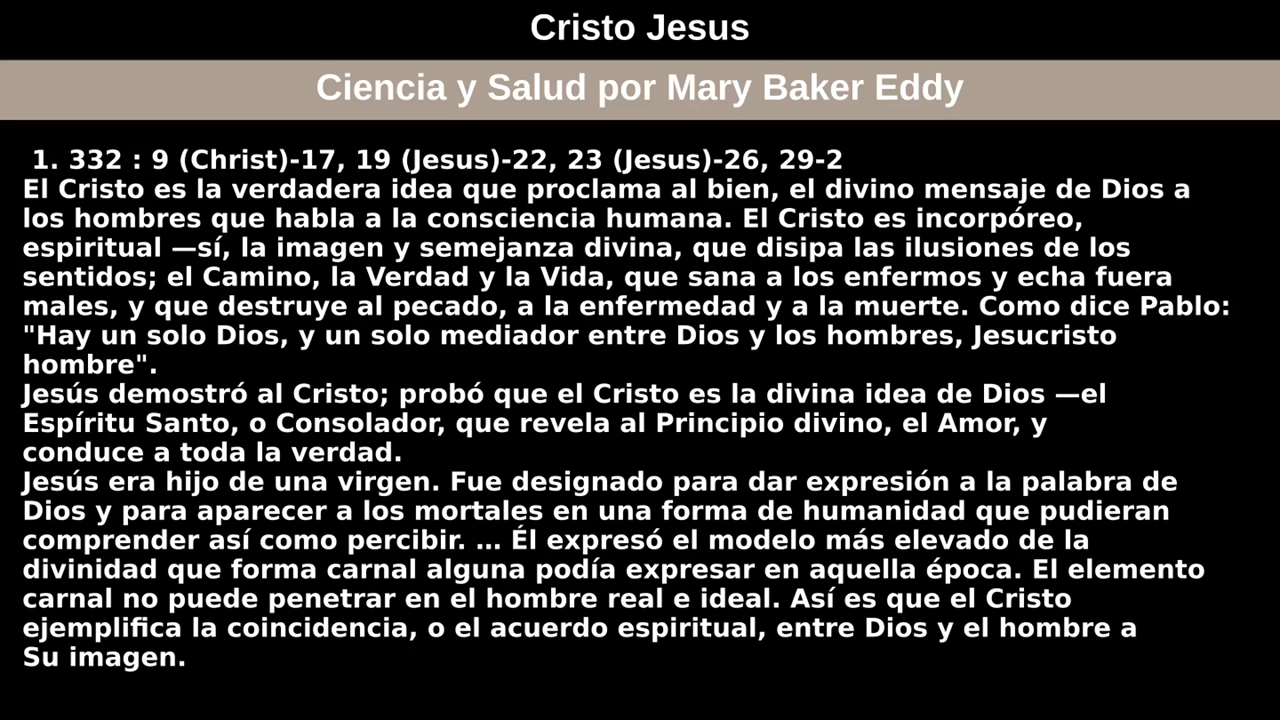 Cristo Jesus
Ciencia y Salud por Mary Baker Eddy
1. 332 : 9 (Christ)-17, 19 (Jesus)-22, 23 (Jesus)-26, 29-2
El Cristo es la verdadera idea que proclama al bien, el divino mensaje de Dios a
los hombres que habla a la consciencia humana. El Cristo es incorpóreo,
espiritual —sí, la imagen y semejanza divina, que disipa las ilusiones de los
sentidos; el Camino, la Verdad y la Vida, que sana a los enfermos y echa fuera
males, y que destruye al pecado, a la enfermedad y a la muerte. Como dice Pablo:
"Hay un solo Dios, y un solo mediador entre Dios y los hombres, Jesucristo
hombre".
Jesús demostró al Cristo; probó que el Cristo es la divina idea de Dios —el
Espíritu Santo, o Consolador, que revela al Principio divino, el Amor, y
conduce a toda la verdad.
Jesús era hijo de una virgen. Fue designado para dar expresión a la palabra de
Dios y para aparecer a los mortales en una forma de humanidad que pudieran
comprender así como percibir. … Él expresó el modelo más elevado de la
divinidad que forma carnal alguna podía expresar en aquella época. El elemento
carnal no puede penetrar en el hombre real e ideal. Así es que el Cristo
ejemplifica la coincidencia, o el acuerdo espiritual, entre Dios y el hombre a
Su imagen.